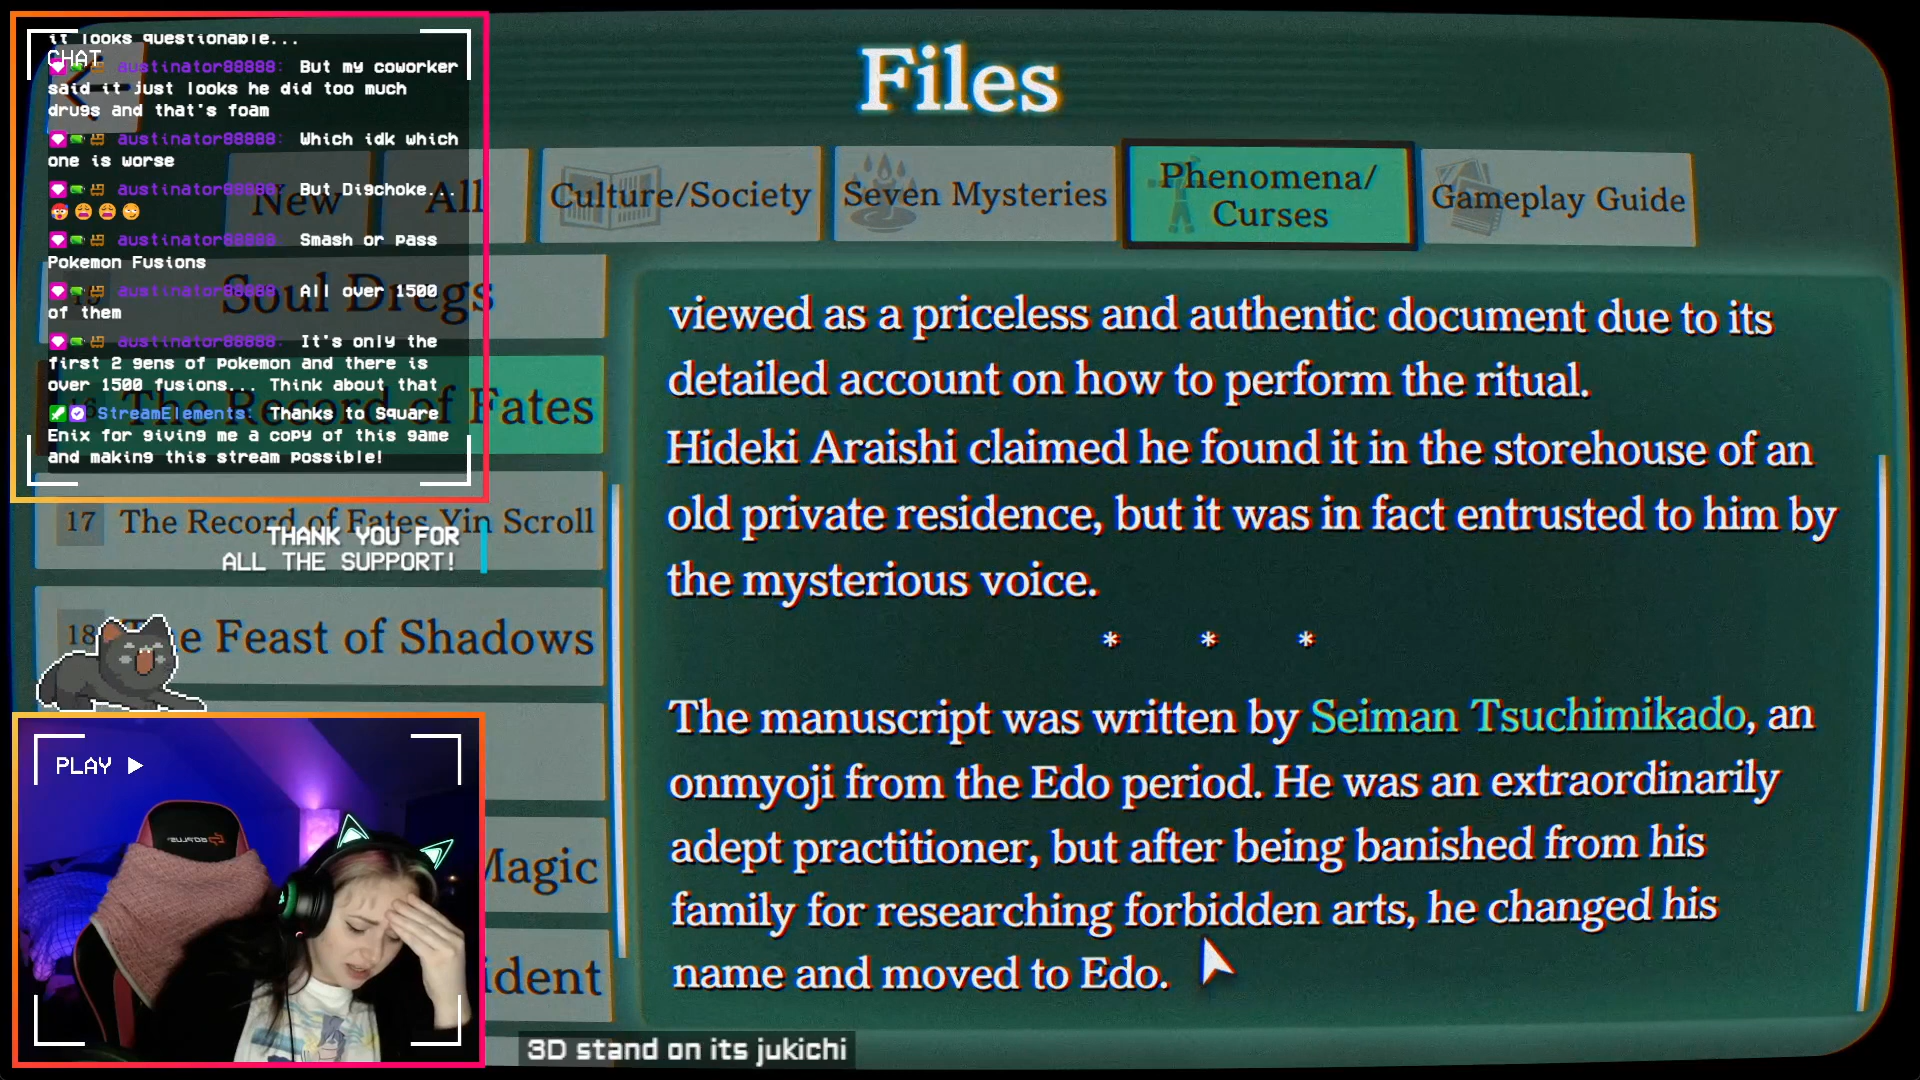 it looks questionable...
CHAT
austinator88888: But my coworker
said it just looks he did too much
drugs and that's foam
austinator88888: Which idk which
one is worse
austinator88888: But Digchoke...
austinator88888: Smash or pass
Pokemon Fusions
austinator88888: All over 1500
of them
austinator88888: It's only the
first 2 gens of pokemon and there is
over 1500 fusions... Think about that
StreamElements: Thanks to Square
Enix for giving me a copy of this game
and making this stream possible!
Files
New
All
Culture/Society
Seven Mysteries
Phenomena/
Curses
Gameplay Guide
Soul Dregs
16 The Record of Fates
17 The Record of Fates Yin Scroll
THANK YOU FOR
ALL THE SUPPORT!
18 The Feast of Shadows
Magic
ident
viewed as a priceless and authentic document due to its
detailed account on how to perform the ritual.
Hideki Araishi claimed he found it in the storehouse of an
old private residence, but it was in fact entrusted to him by
the mysterious voice.
* * *
The manuscript was written by Seiman Tsuchimikado, an
onmyoji from the Edo period. He was an extraordinarily
adept practitioner, but after being banished from his
family for researching forbidden arts, he changed his
name and moved to Edo.
PLAY
3D stand on its jukichi